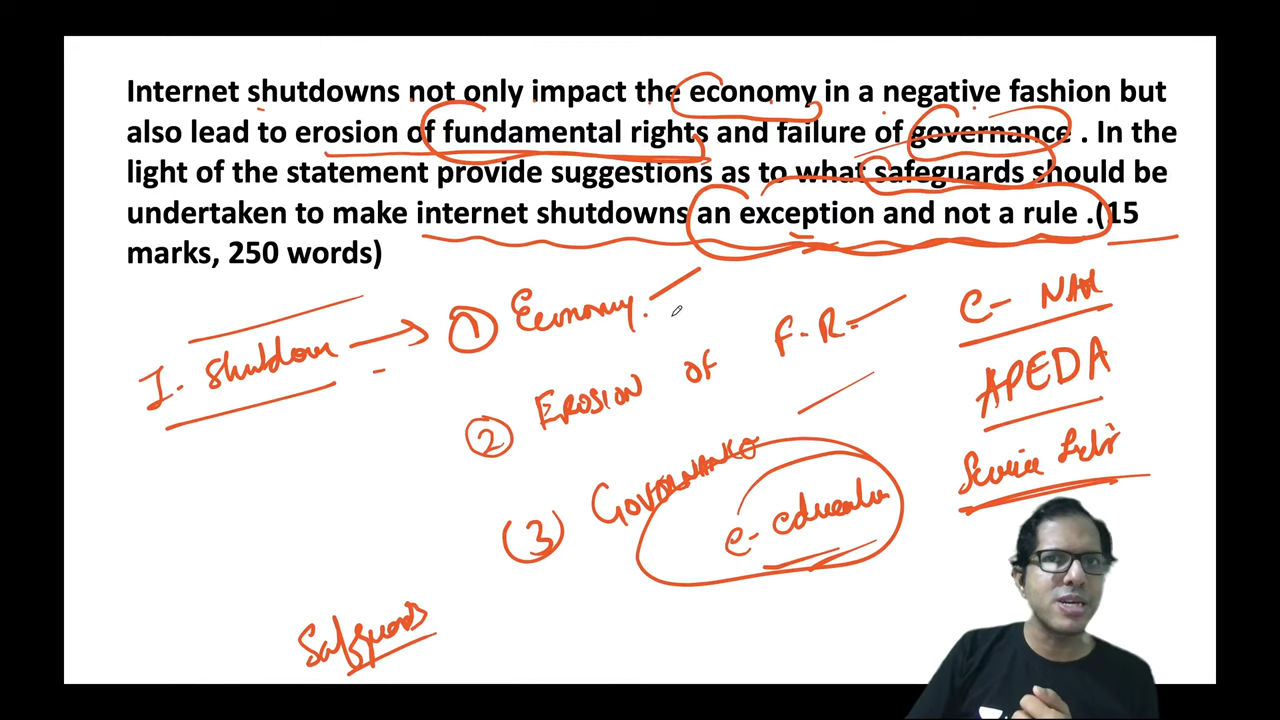 Internet shutdowns not only impact the economy in a negative fashion but
also lead to erosion of fundamental rights and failure of governance . In the
light of the statement provide suggestions as to what safeguards should be
undertaken to make internet shutdowns an exception and not a rule .(15
marks, 250 words)
I. Shutdown → ① Economy.
② EROSION OF F-R-
(3) GOVERNANCE
e- education
e- NAM
APEDA
Service
Safeguards